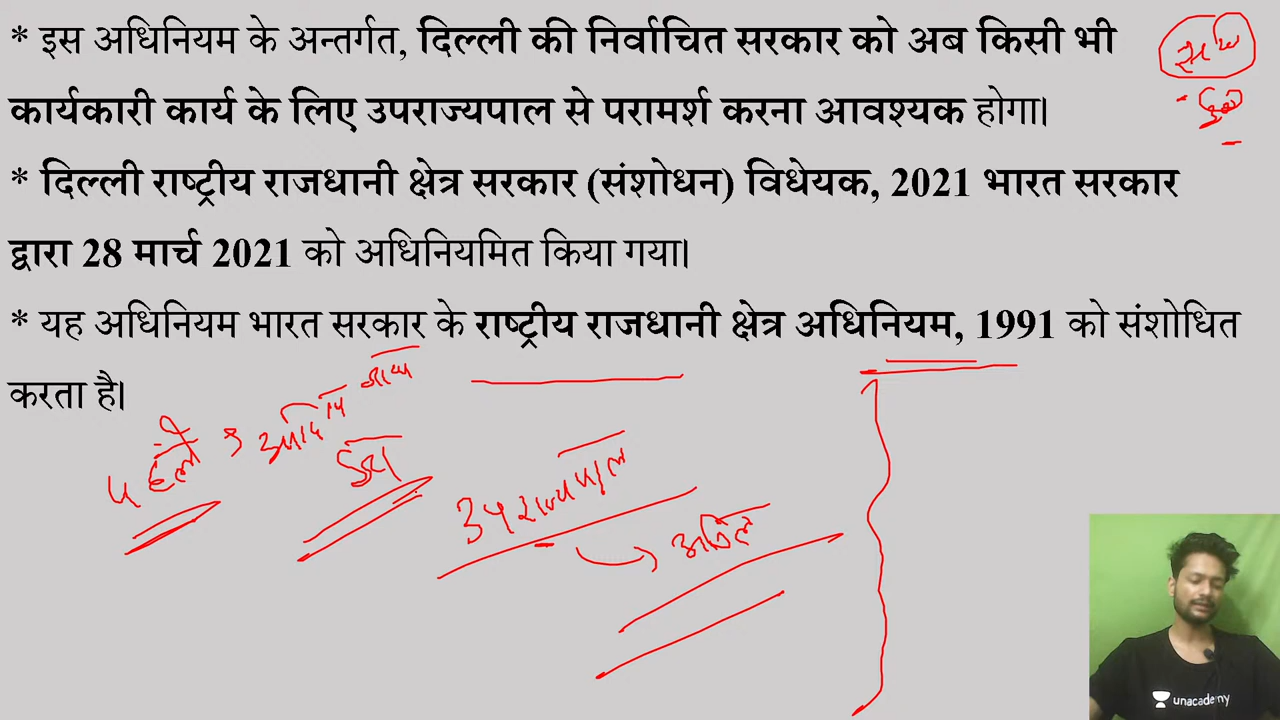 * इस अधिनियम के अन्तर्गत, दिल्ली की निर्वाचित सरकार को अब किसी भी
कार्यकारी कार्य के लिए उपराज्यपाल से परामर्श करना आवश्यक होगा।
* दिल्ली राष्ट्रीय राजधानी क्षेत्र सरकार (संशोधन) विधेयक, 2021 भारत सरकार
द्वारा 28 मार्च 2021 को अधिनियमित किया गया।
* यह अधिनियम भारत सरकार के राष्ट्रीय राजधानी क्षेत्र अधिनियम, 1991 को संशोधित
करता है।
उपराज्यपाल
unacademy